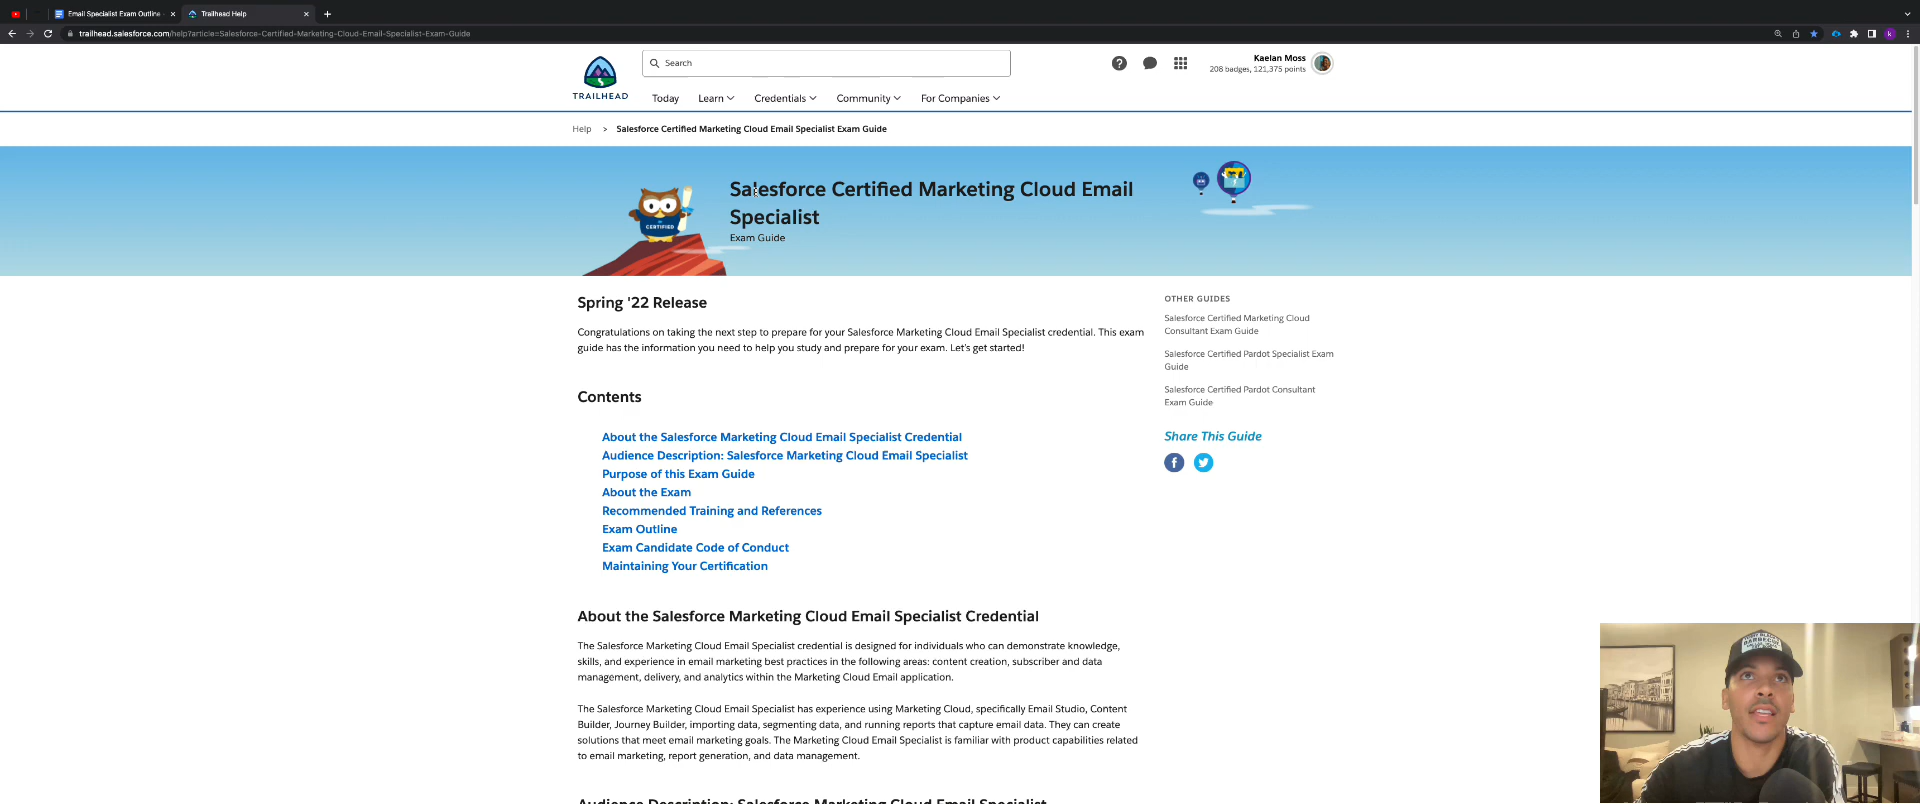 Email Specialist Exam Outline
Trailhead Help
trailhead.salesforce.com/help?article=Salesforce-Certified-Marketing-Cloud-Email-Specialist-Exam-Guide
TRAILHEAD
Search
Kaelan Moss
208 badges, 121,375 points
Today
Learn
Credentials
Community
For Companies
Help > Salesforce Certified Marketing Cloud Email Specialist Exam Guide
CERTIFIED
Salesforce Certified Marketing Cloud Email
Specialist
Exam Guide
Spring '22 Release
Congratulations on taking the next step to prepare for your Salesforce Marketing Cloud Email Specialist credential. This exam
guide has the information you need to help you study and prepare for your exam. Let's get started!
Contents
About the Salesforce Marketing Cloud Email Specialist Credential
Audience Description: Salesforce Marketing Cloud Email Specialist
Purpose of this Exam Guide
About the Exam
Recommended Training and References
Exam Outline
Exam Candidate Code of Conduct
Maintaining Your Certification
About the Salesforce Marketing Cloud Email Specialist Credential
The Salesforce Marketing Cloud Email Specialist credential is designed for individuals who can demonstrate knowledge,
skills, and experience in email marketing best practices in the following areas: content creation, subscriber and data
management, delivery, and analytics within the Marketing Cloud Email application.
The Salesforce Marketing Cloud Email Specialist has experience using Marketing Cloud, specifically Email Studio, Content
Builder, Journey Builder, importing data, segmenting data, and running reports that capture email data. They can create
solutions that meet email marketing goals. The Marketing Cloud Email Specialist is familiar with product capabilities related
to email marketing, report generation, and data management.
Audience Description: Salesforce Marketing Cloud Email Specialist
OTHER GUIDES
Salesforce Certified Marketing Cloud
Consultant Exam Guide
Salesforce Certified Pardot Specialist Exam
Guide
Salesforce Certified Pardot Consultant
Exam Guide
Share This Guide